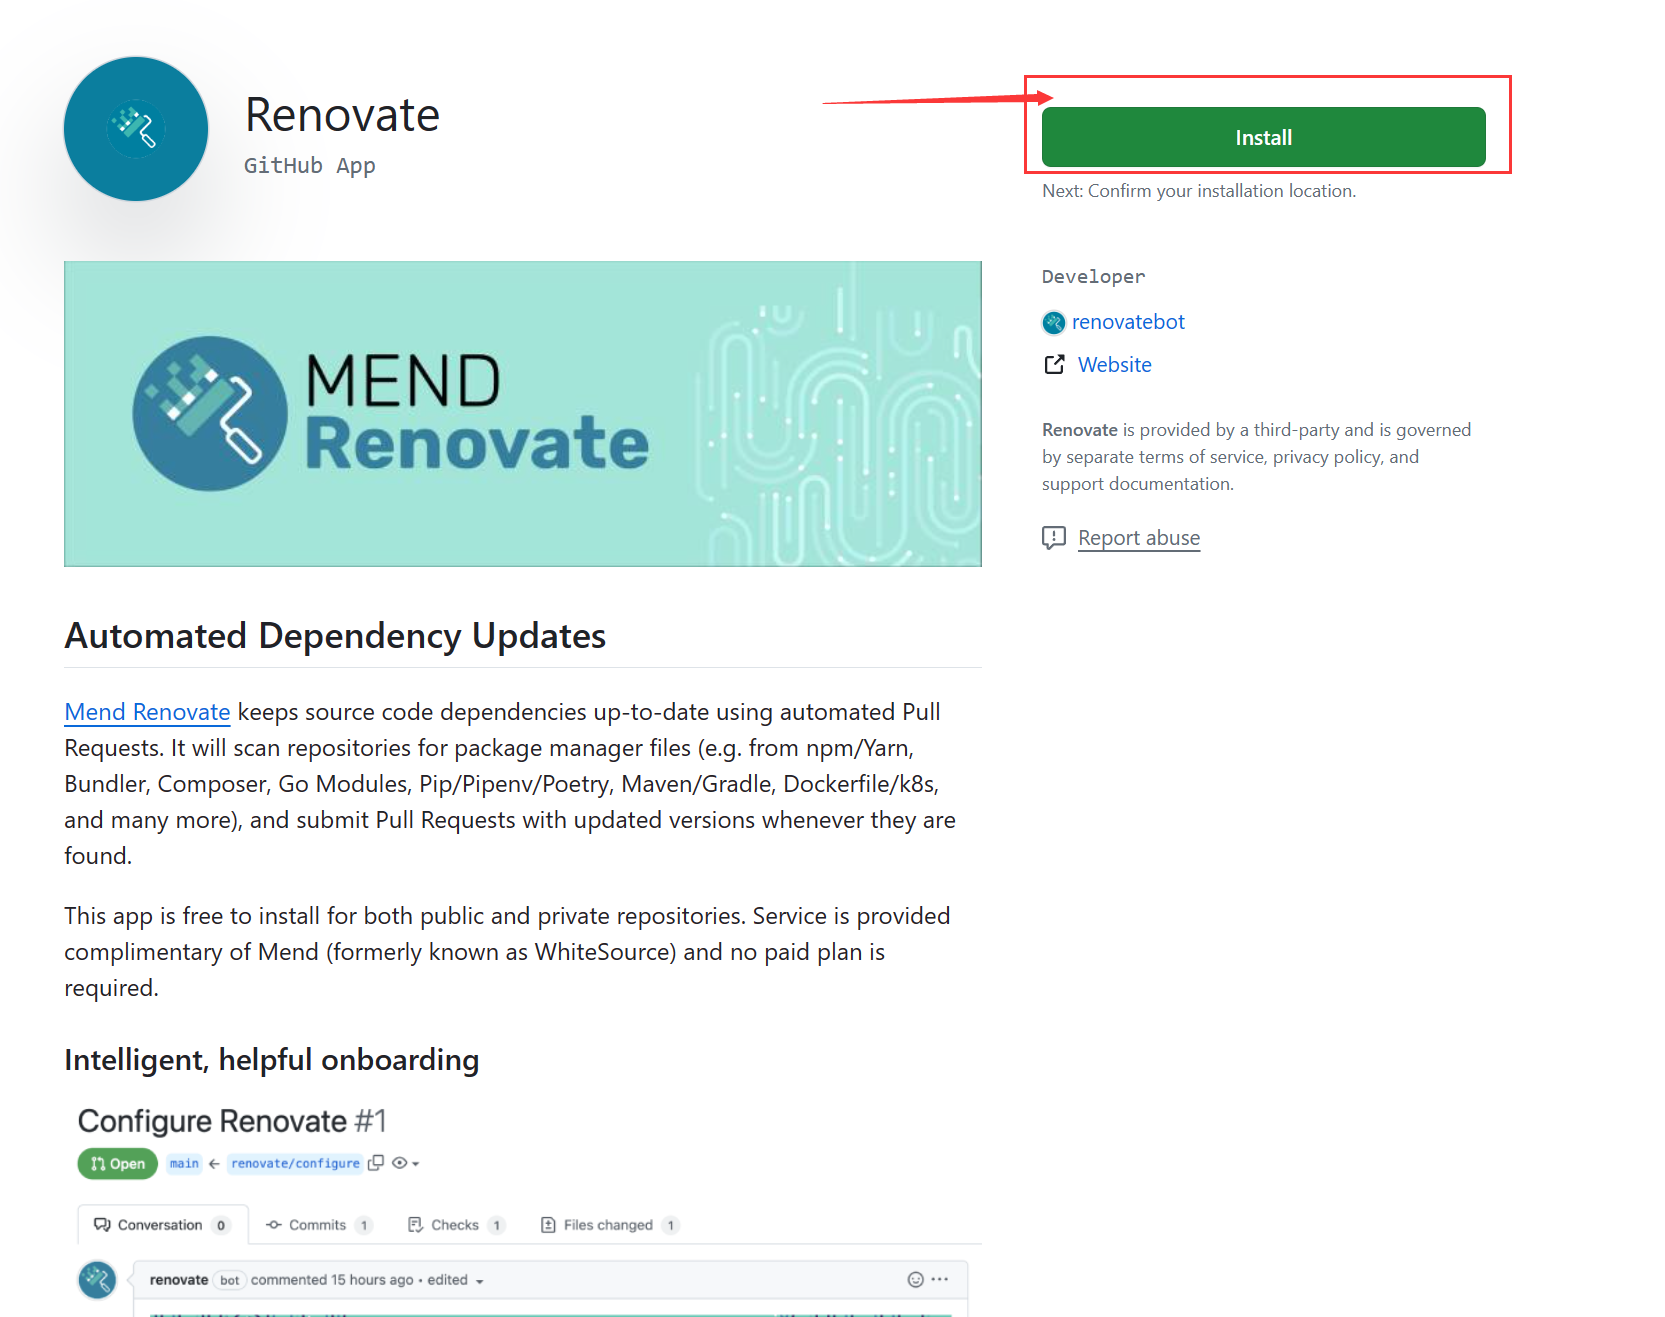 Renovate
GitHub App
Install
Next: Confirm your installation location.
MEND
Renovate
Developer
renovatebot
Website
Renovate is provided by a third-party and is governed
by separate terms of service, privacy policy, and
support documentation.
Report abuse
Automated Dependency Updates
Mend Renovate keeps source code dependencies up-to-date using automated Pull
Requests. It will scan repositories for package manager files (e.g. from npm/Yarn,
Bundler, Composer, Go Modules, Pip/Pipenv/Poetry, Maven/Gradle, Dockerfile/k8s,
and many more), and submit Pull Requests with updated versions whenever they are
found.
This app is free to install for both public and private repositories. Service is provided
complimentary of Mend (formerly known as WhiteSource) and no paid plan is
required.
Intelligent, helpful onboarding
Configure Renovate #1
Open main ← renovate/configure
Conversation 0 Commits 1 Checks 1 Files changed 1
renovate bot commented 15 hours ago • edited